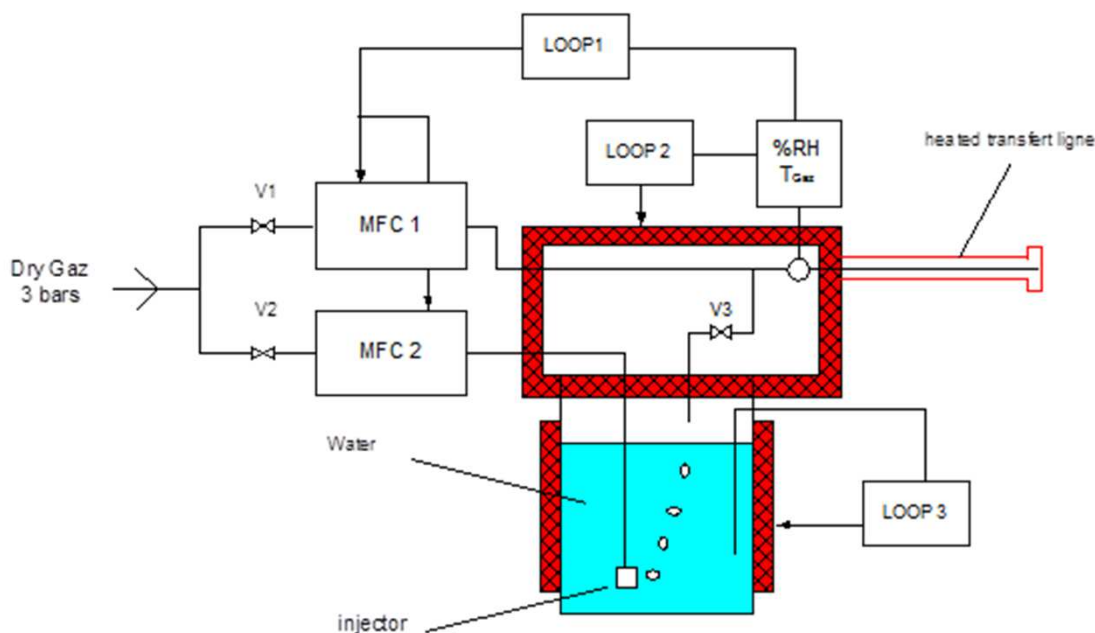 LOOP1
LOOP 2
%RH
TGaz
heated transfert ligne
V1
MFC 1
Dry Gaz
3 bars
V2
MFC 2
V3
Water
LOOP 3
injector